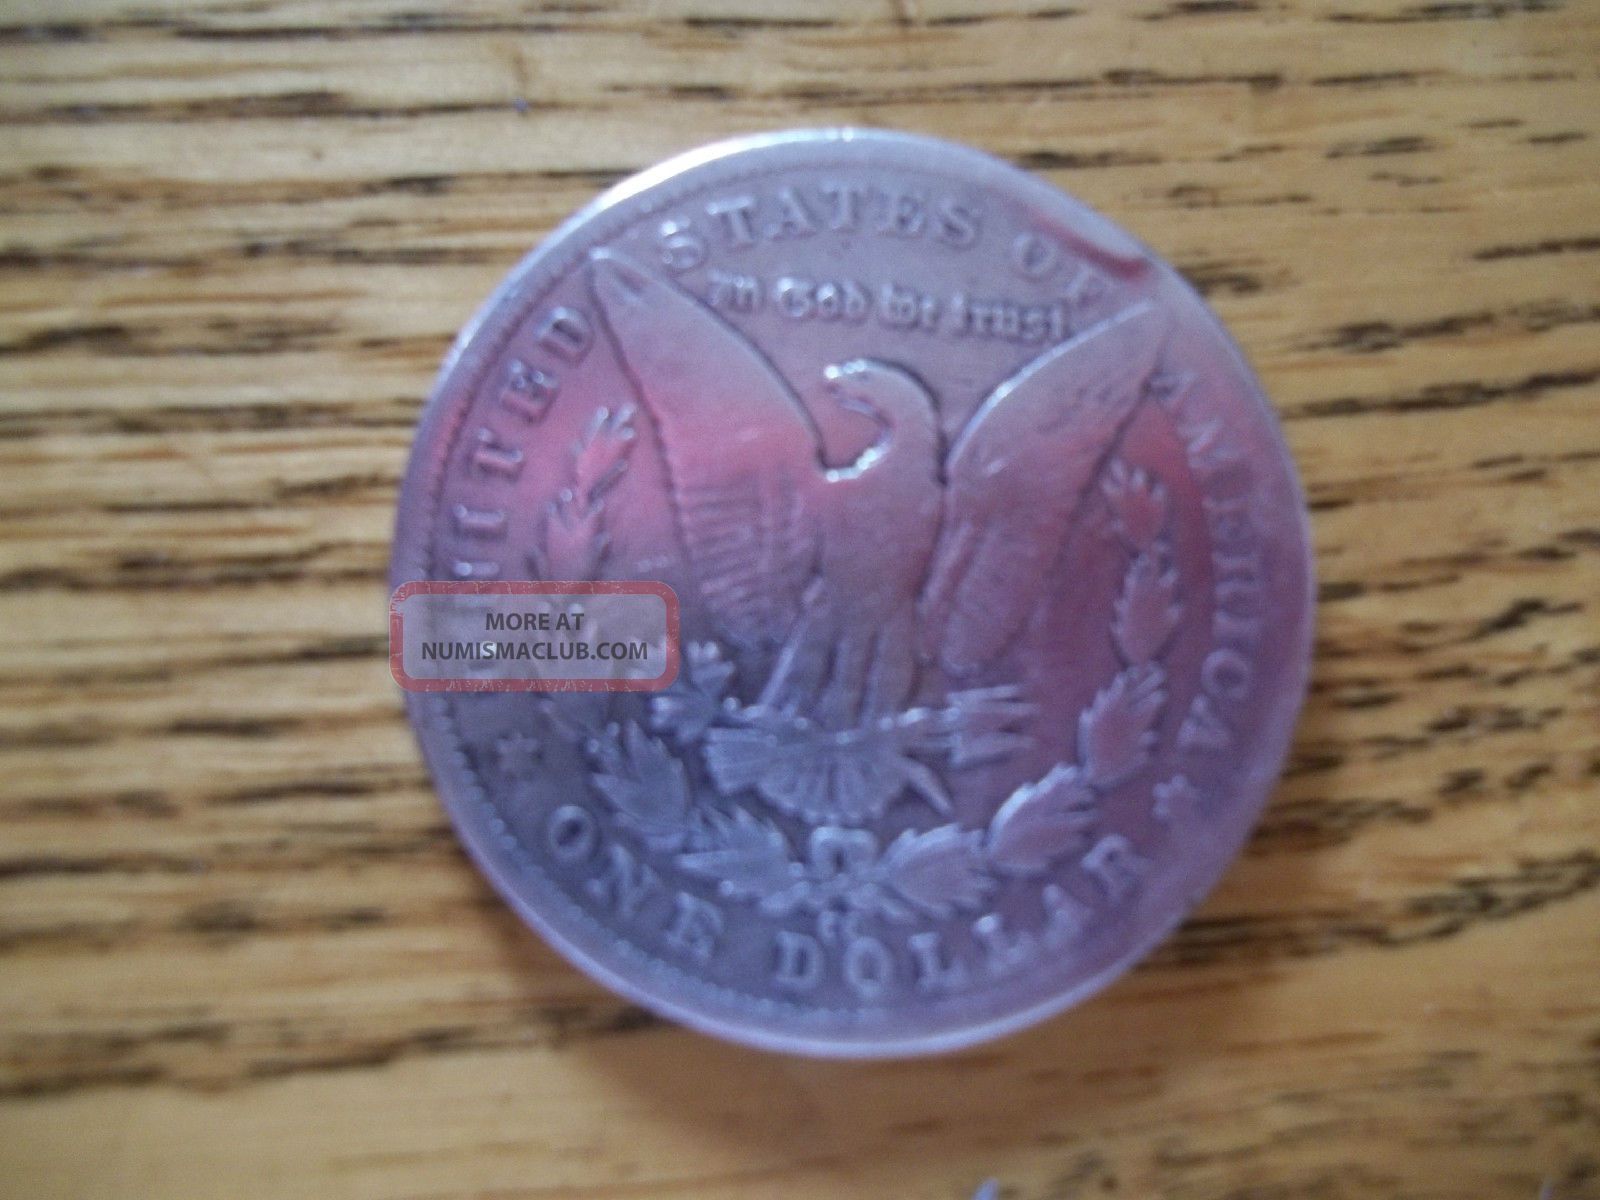 UNITED STATES OF AMERICA
In God we trust
ONE DOLLAR
MORE AT
NUMISMACLUB.COM